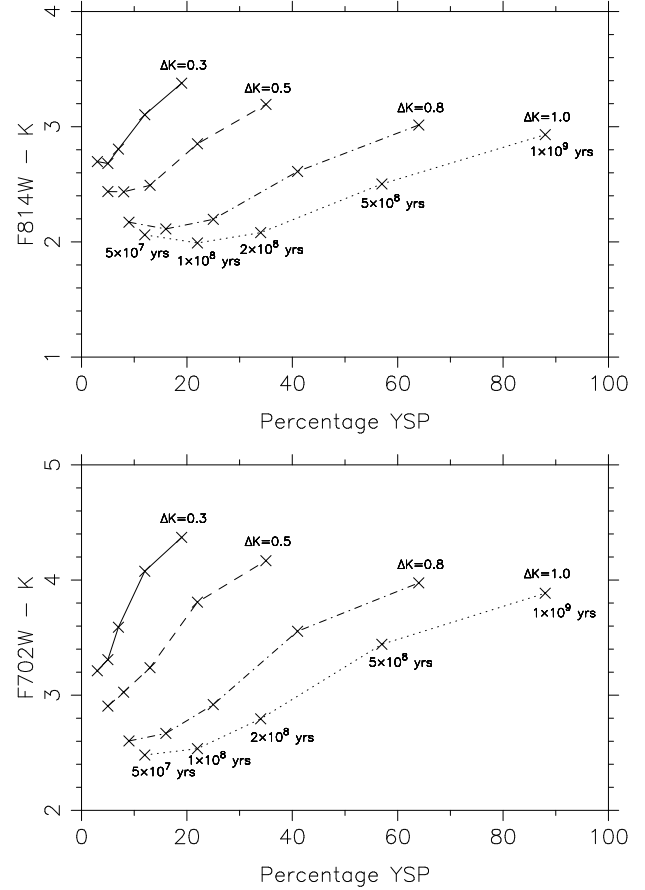 4
ΔK=0.3
ΔK=0.5
ΔK=0.8
ΔK=1.0
3
1×10⁹ yrs
F814W − K
5×10⁸ yrs
2
5×10⁷ yrs
1×10⁸ yrs
2×10⁸ yrs
1
0 20 40 60 80 100
Percentage YSP
5
ΔK=0.3
ΔK=0.5
ΔK=0.8
ΔK=1.0
4
1×10⁹ yrs
F702W − K
5×10⁸ yrs
3
2×10⁸ yrs
1×10⁸ yrs
5×10⁷ yrs
2
0 20 40 60 80 100
Percentage YSP